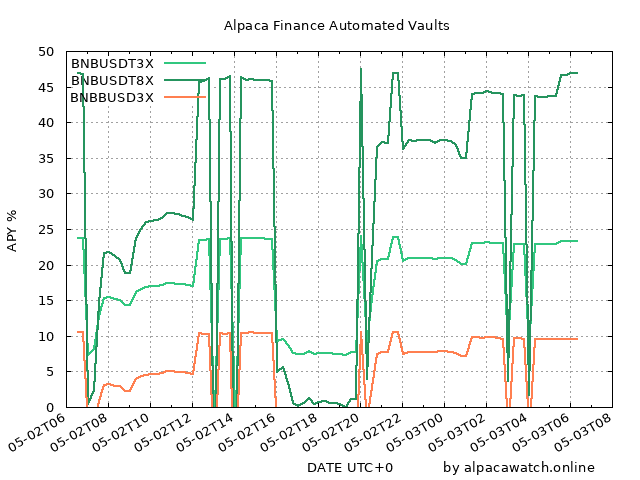 Alpaca Finance Automated Vaults
BNBUSDT3X
BNBUSDT8X
BNBBUSD3X
APY %
50
45
40
35
30
25
20
15
10
5
0
05-02T06
05-02T08
05-02T10
05-02T12
05-02T14
05-02T16
05-02T18
05-02T20
05-02T22
05-03T00
05-03T02
05-03T04
05-03T06
05-03T08
DATE UTC+0
by alpacawatch.online